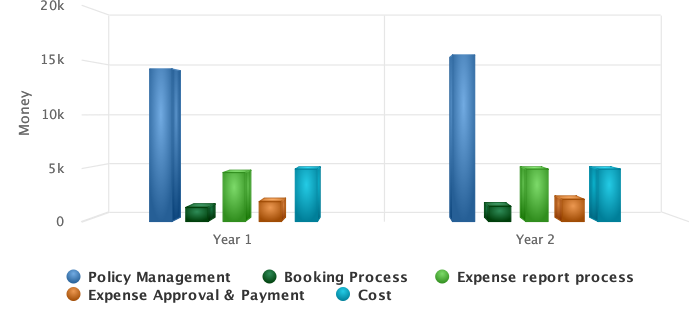 20k
15k
10k
5k
0
Money
Year 1 Year 2
Policy Management Booking Process Expense report process
Expense Approval & Payment Cost